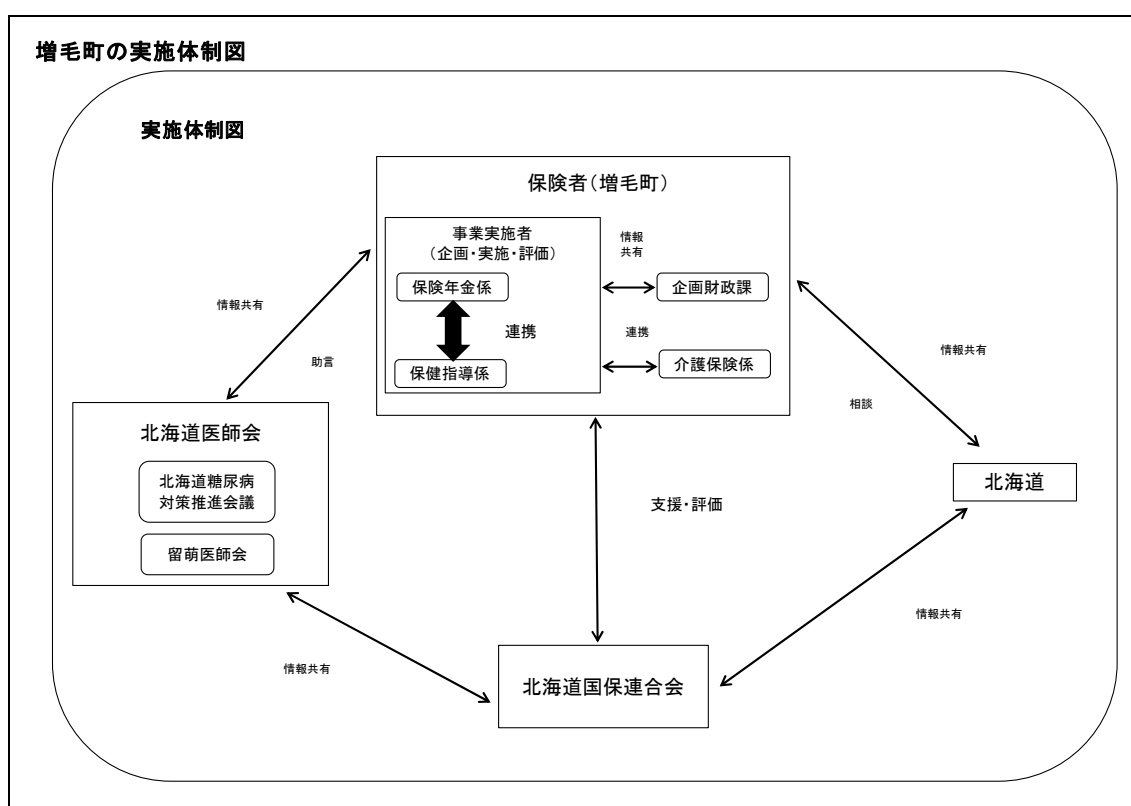 増毛町の実施体制図
実施体制図
保険者（増毛町）
事業実施者
（企画・実施・評価）
保険年金係
連携
保健指導係
情報
共有
企画財政課
連携
介護保険係
情報共有
助言
情報共有
相談
北海道医師会
北海道糖尿病
対策推進会議
留萌医師会
北海道
支援・評価
情報共有
情報共有
北海道国保連合会